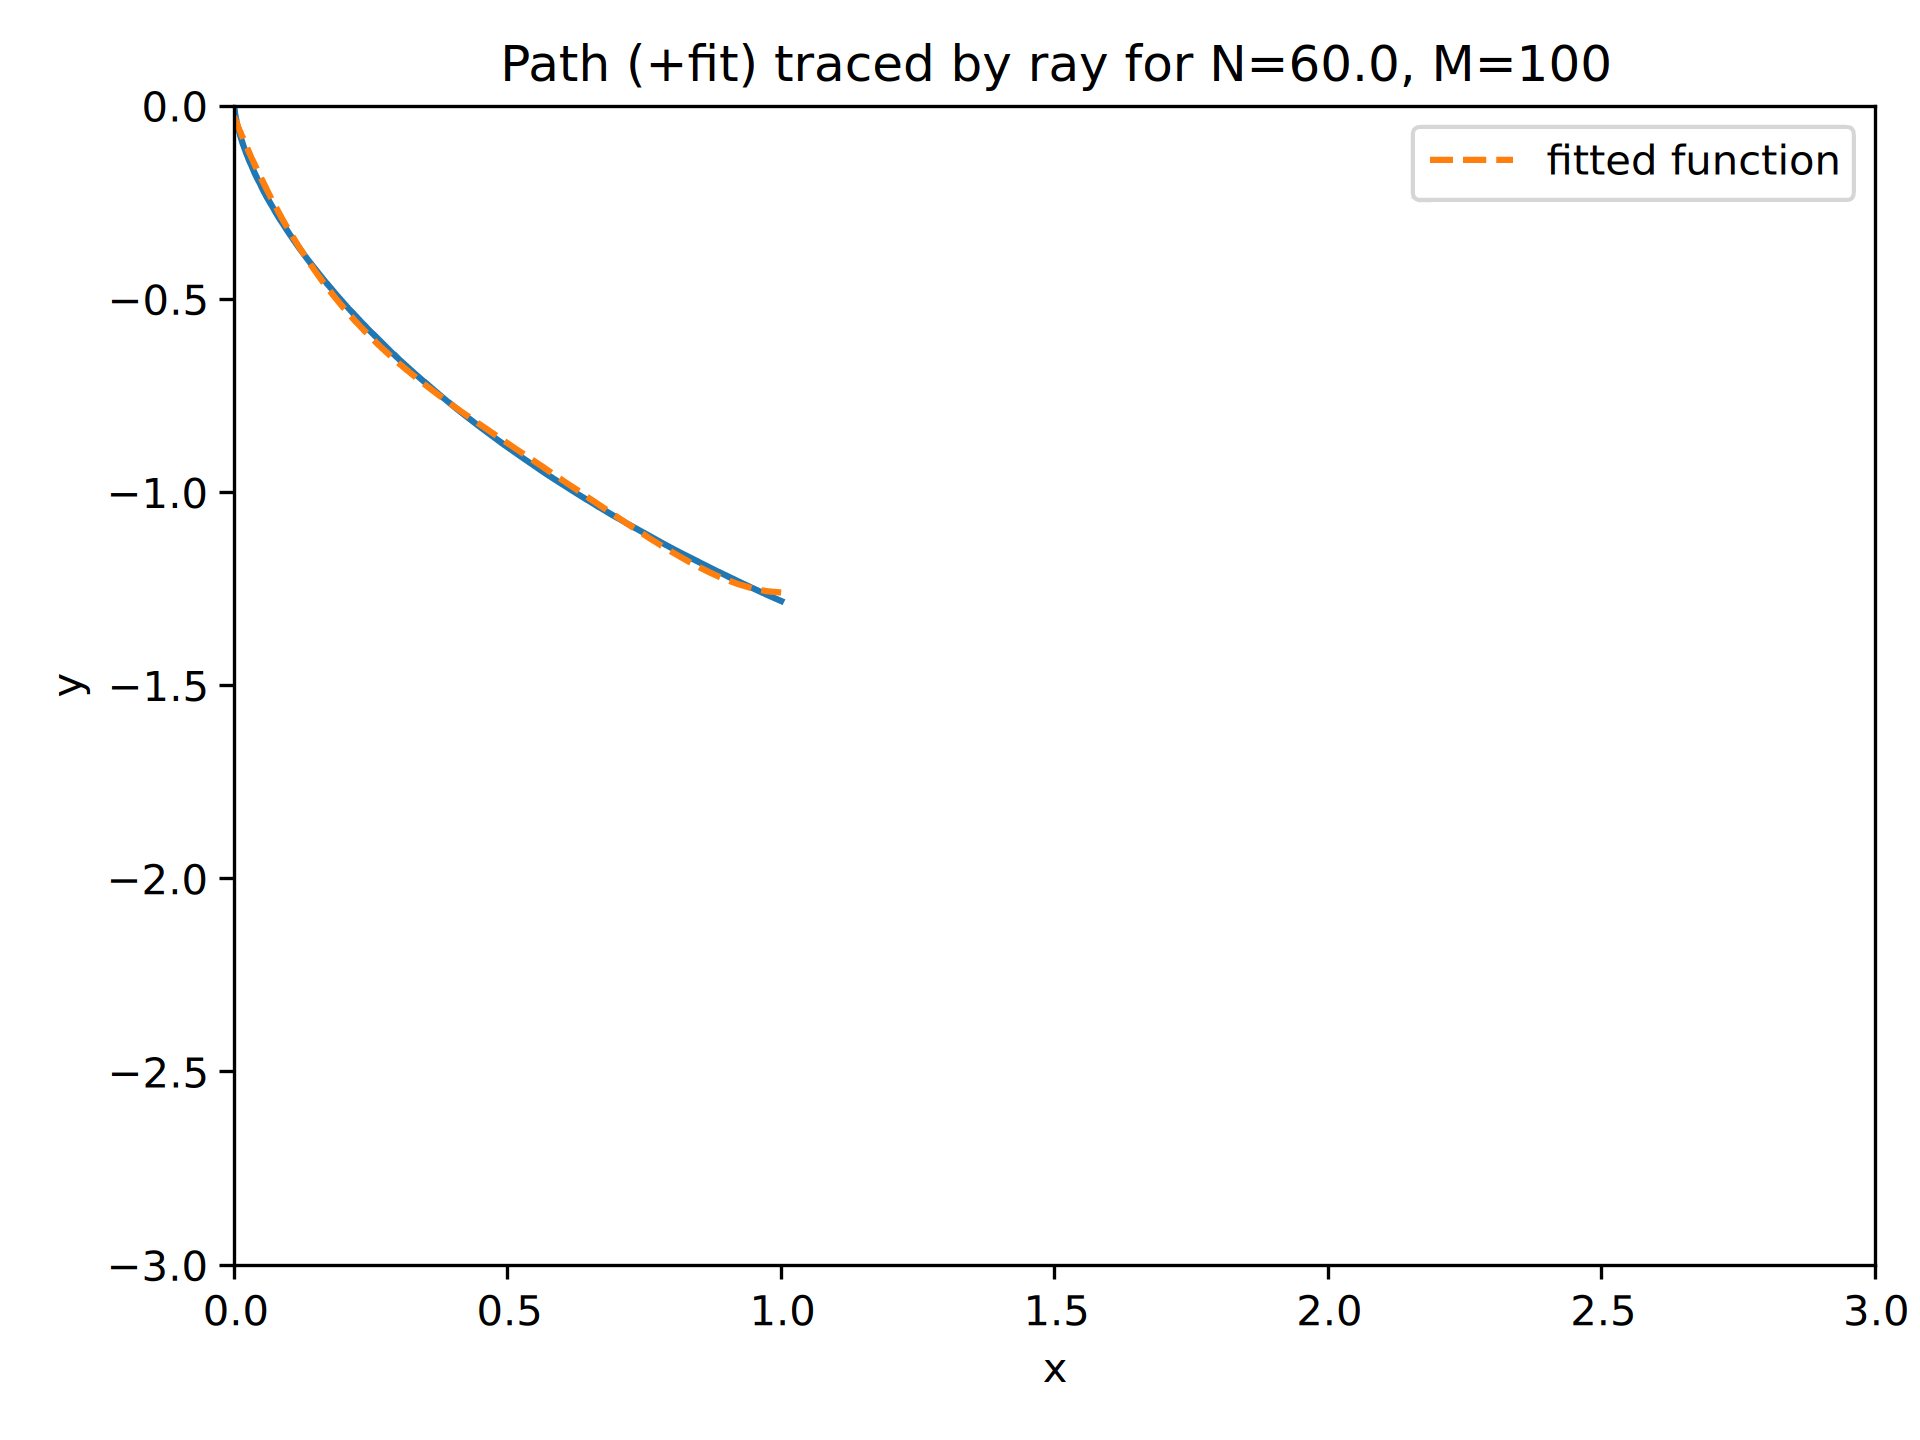 Path (+fit) traced by ray for N=60.0, M=100
fitted function
0.0
−0.5
−1.0
−1.5
−2.0
−2.5
−3.0
y
0.0 0.5 1.0 1.5 2.0 2.5 3.0
x